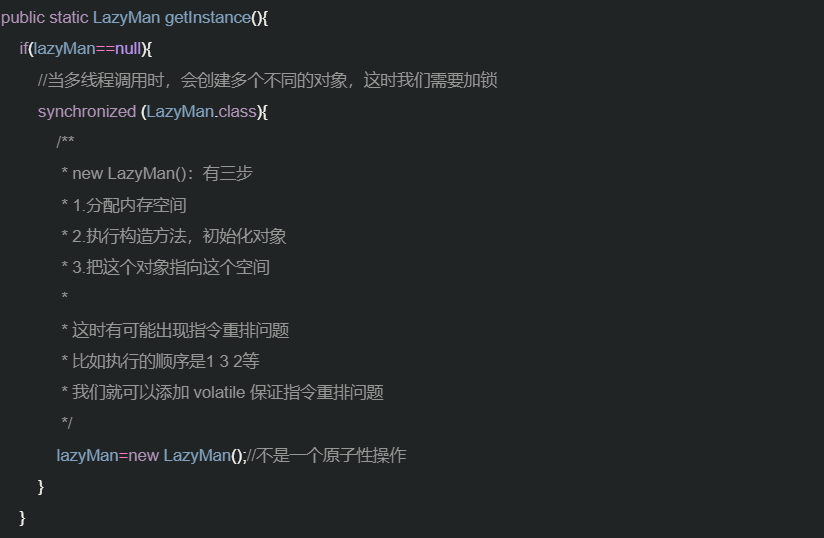 public static LazyMan getInstance(){
if(lazyMan==null){
//当多线程调用时，会创建多个不同的对象，这时我们需要加锁
synchronized (LazyMan.class){
/**
* new LazyMan()：有三步
* 1.分配内存空间
* 2.执行构造方法，初始化对象
* 3.把这个对象指向这个空间
*
* 这时有可能出现指令重排问题
* 比如执行的顺序是1 3 2等
* 我们就可以添加 volatile 保证指令重排问题
*/
lazyMan=new LazyMan();//不是一个原子性操作
}
}